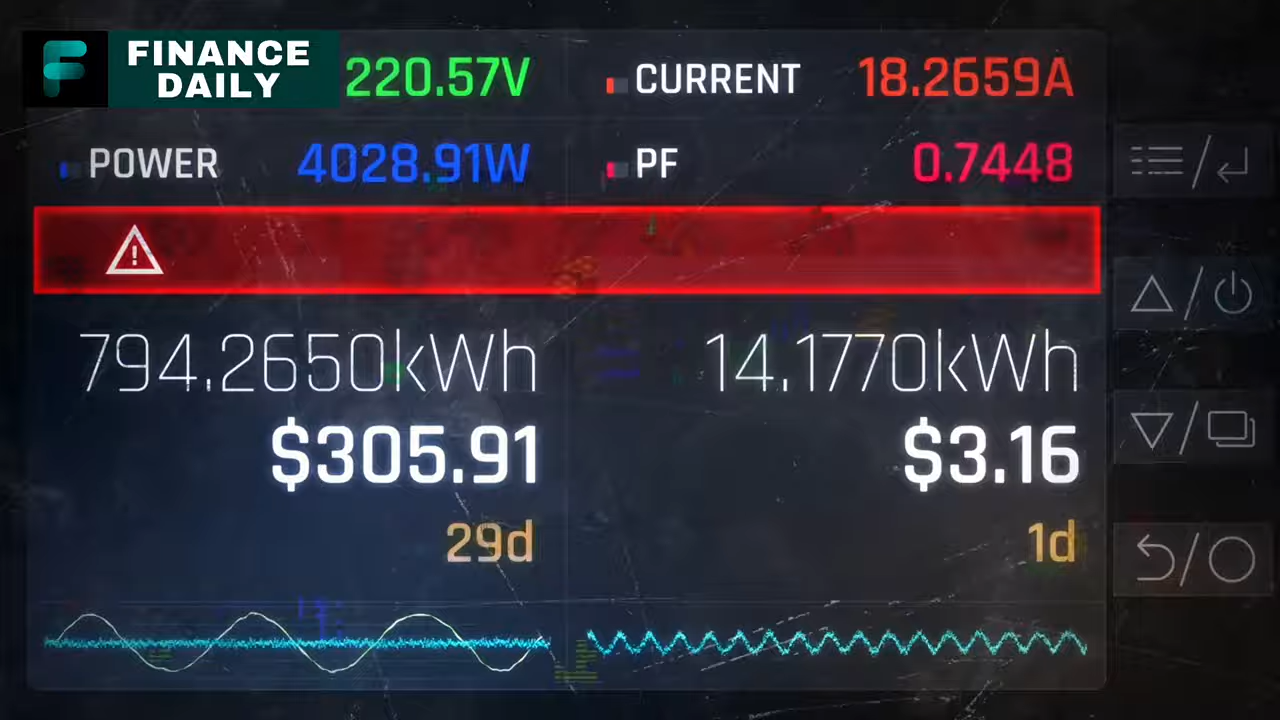 FINANCE
DAILY
220.57V
CURRENT 18.2659A
POWER 4028.91W
PF 0.7448
794.2650kWh
14.1770kWh
$305.91
$3.16
29d
1d